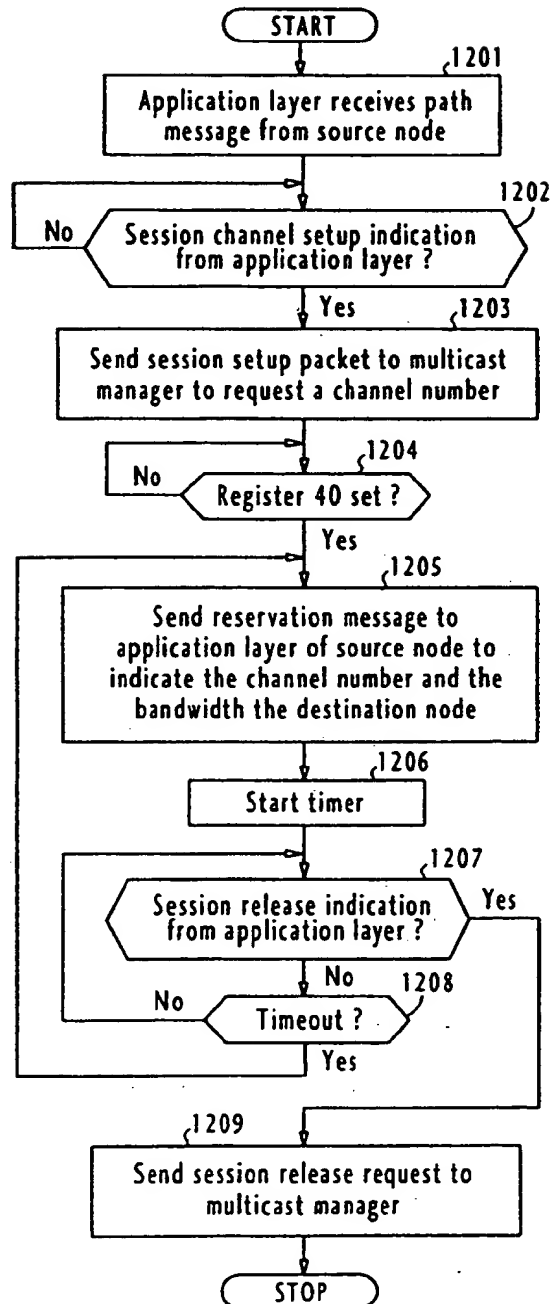 START
1201
Application layer receives path
message from source node
1202
No
Session channel setup indication
from application layer ?
Yes
1203
Send session setup packet to multicast
manager to request a channel number
1204
No
Register 40 set ?
Yes
1205
Send reservation message to
application layer of source node to
indicate the channel number and the
bandwidth the destination node
1206
Start timer
1207
Session release indication
from application layer ?
Yes
No
1208
No
Timeout ?
Yes
1209
Send session release request to
multicast manager
STOP